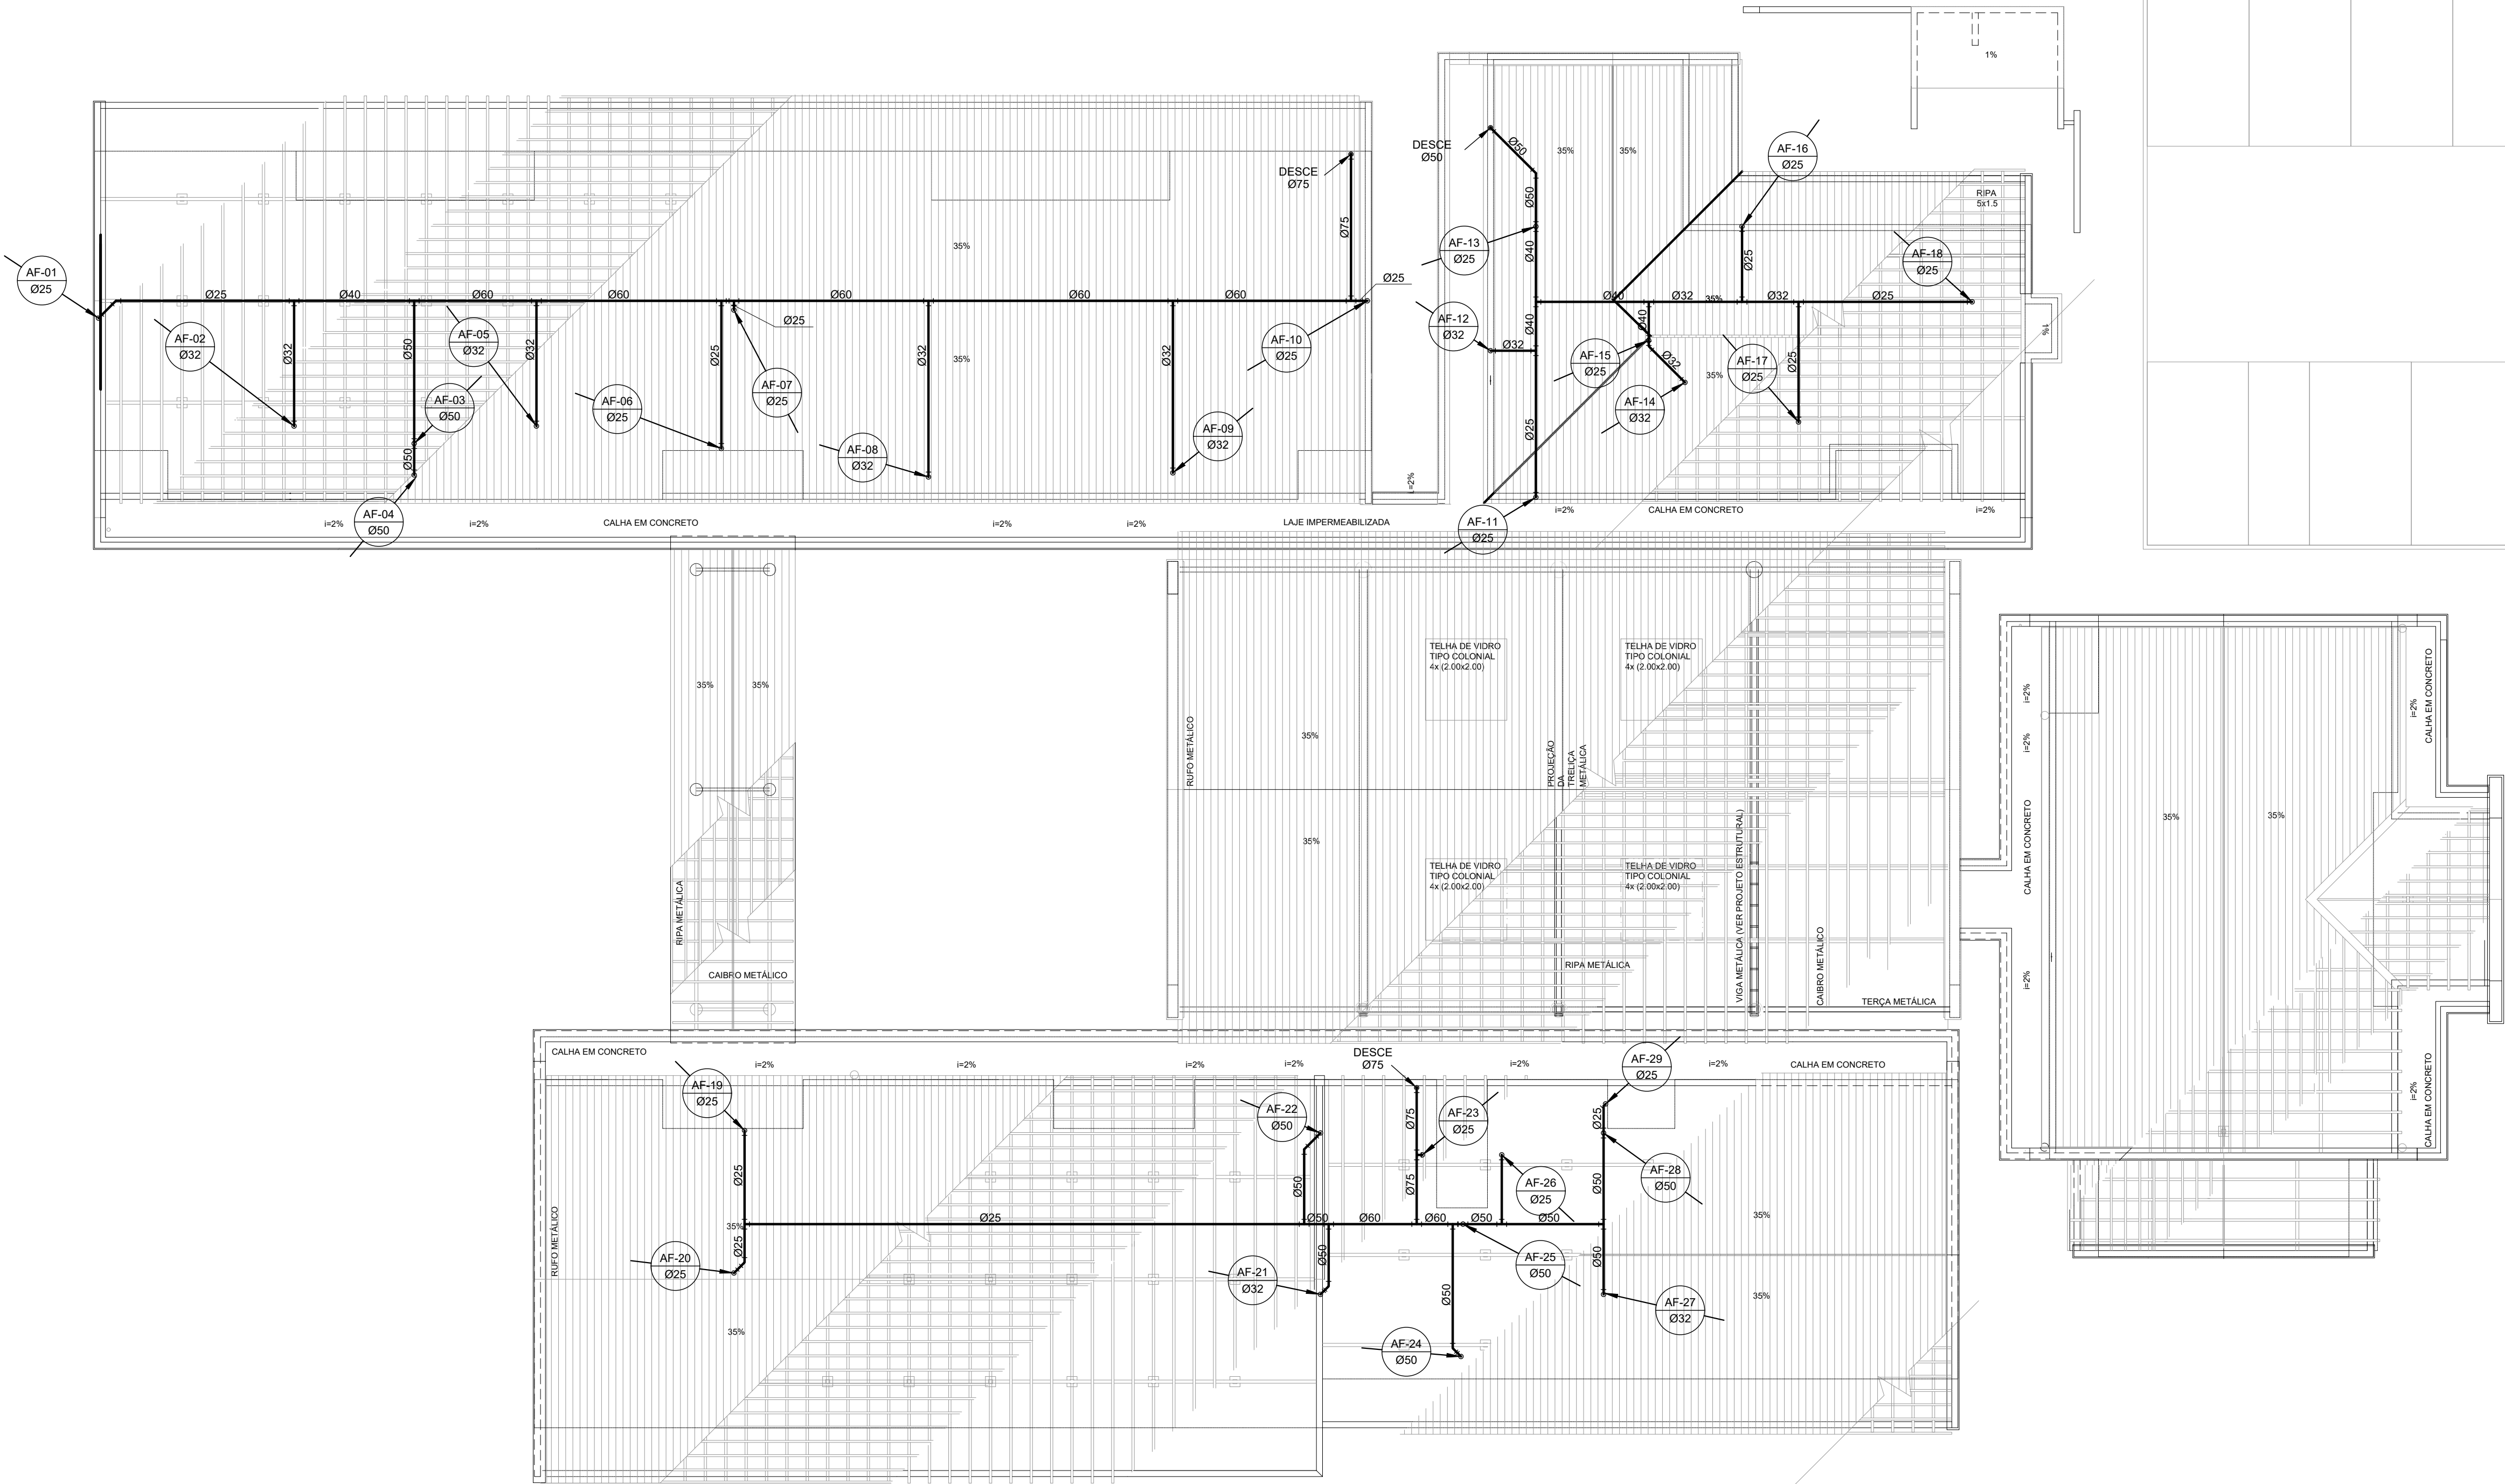 1%
AF-01
Ø25
Ø25
Ø40
Ø60
Ø60
Ø60
Ø60
Ø60
AF-02
Ø32
Ø32
Ø50
AF-03
Ø50
Ø50
AF-04
Ø50
AF-05
Ø32
Ø32
AF-06
Ø25
Ø25
Ø25
AF-07
Ø25
AF-08
Ø32
Ø32
AF-09
Ø32
Ø32
AF-10
Ø25
Ø25
DESCE
Ø75
Ø75
35%
35%
i=2%
i=2%
CALHA EM CONCRETO
i=2%
i=2%
LAJE IMPERMEABILIZADA
i=2%
DESCE
Ø50
Ø50
Ø50
35%
35%
AF-13
Ø25
Ø40
AF-12
Ø32
Ø32
Ø40
Ø25
AF-11
Ø25
Ø40
Ø32
35%
Ø32
Ø25
Ø40
AF-15
Ø25
Ø32
AF-14
Ø32
35%
AF-16
Ø25
Ø25
AF-17
Ø25
Ø25
AF-18
Ø25
RIPA
5x1.5
1%
i=2%
CALHA EM CONCRETO
i=2%
35%
35%
RIPA METÁLICA
CAIBRO METÁLICO
RUFO METÁLICO
35%
35%
TELHA DE VIDRO
TIPO COLONIAL
4x (2.00x2.00)
TELHA DE VIDRO
TIPO COLONIAL
4x (2.00x2.00)
PROJEÇÃO
DA
TRELIÇA
METÁLICA
TELHA DE VIDRO
TIPO COLONIAL
4x (2.00x2.00)
TELHA DE VIDRO
TIPO COLONIAL
4x (2.00x2.00)
RIPA METÁLICA
VIGA METÁLICA (VER PROJETO ESTRUTURAL)
CAIBRO METÁLICO
TERÇA METÁLICA
i=2%
i=2%
CALHA EM CONCRETO
i=2%
35%
35%
i=2%
CALHA EM CONCRETO
i=2%
CALHA EM CONCRETO
CALHA EM CONCRETO
i=2%
i=2%
i=2%
i=2%
i=2%
i=2%
CALHA EM CONCRETO
RUFO METÁLICO
AF-19
Ø25
Ø25
35%
Ø25
AF-20
Ø25
35%
Ø25
AF-22
Ø50
Ø50
Ø50
Ø50
AF-21
Ø32
DESCE
Ø75
Ø75
Ø75
AF-23
Ø25
Ø60
Ø60
Ø50
Ø50
Ø50
AF-24
Ø50
AF-25
Ø50
AF-26
Ø25
AF-29
Ø25
Ø25
AF-28
Ø50
Ø50
Ø50
AF-27
Ø32
35%
35%